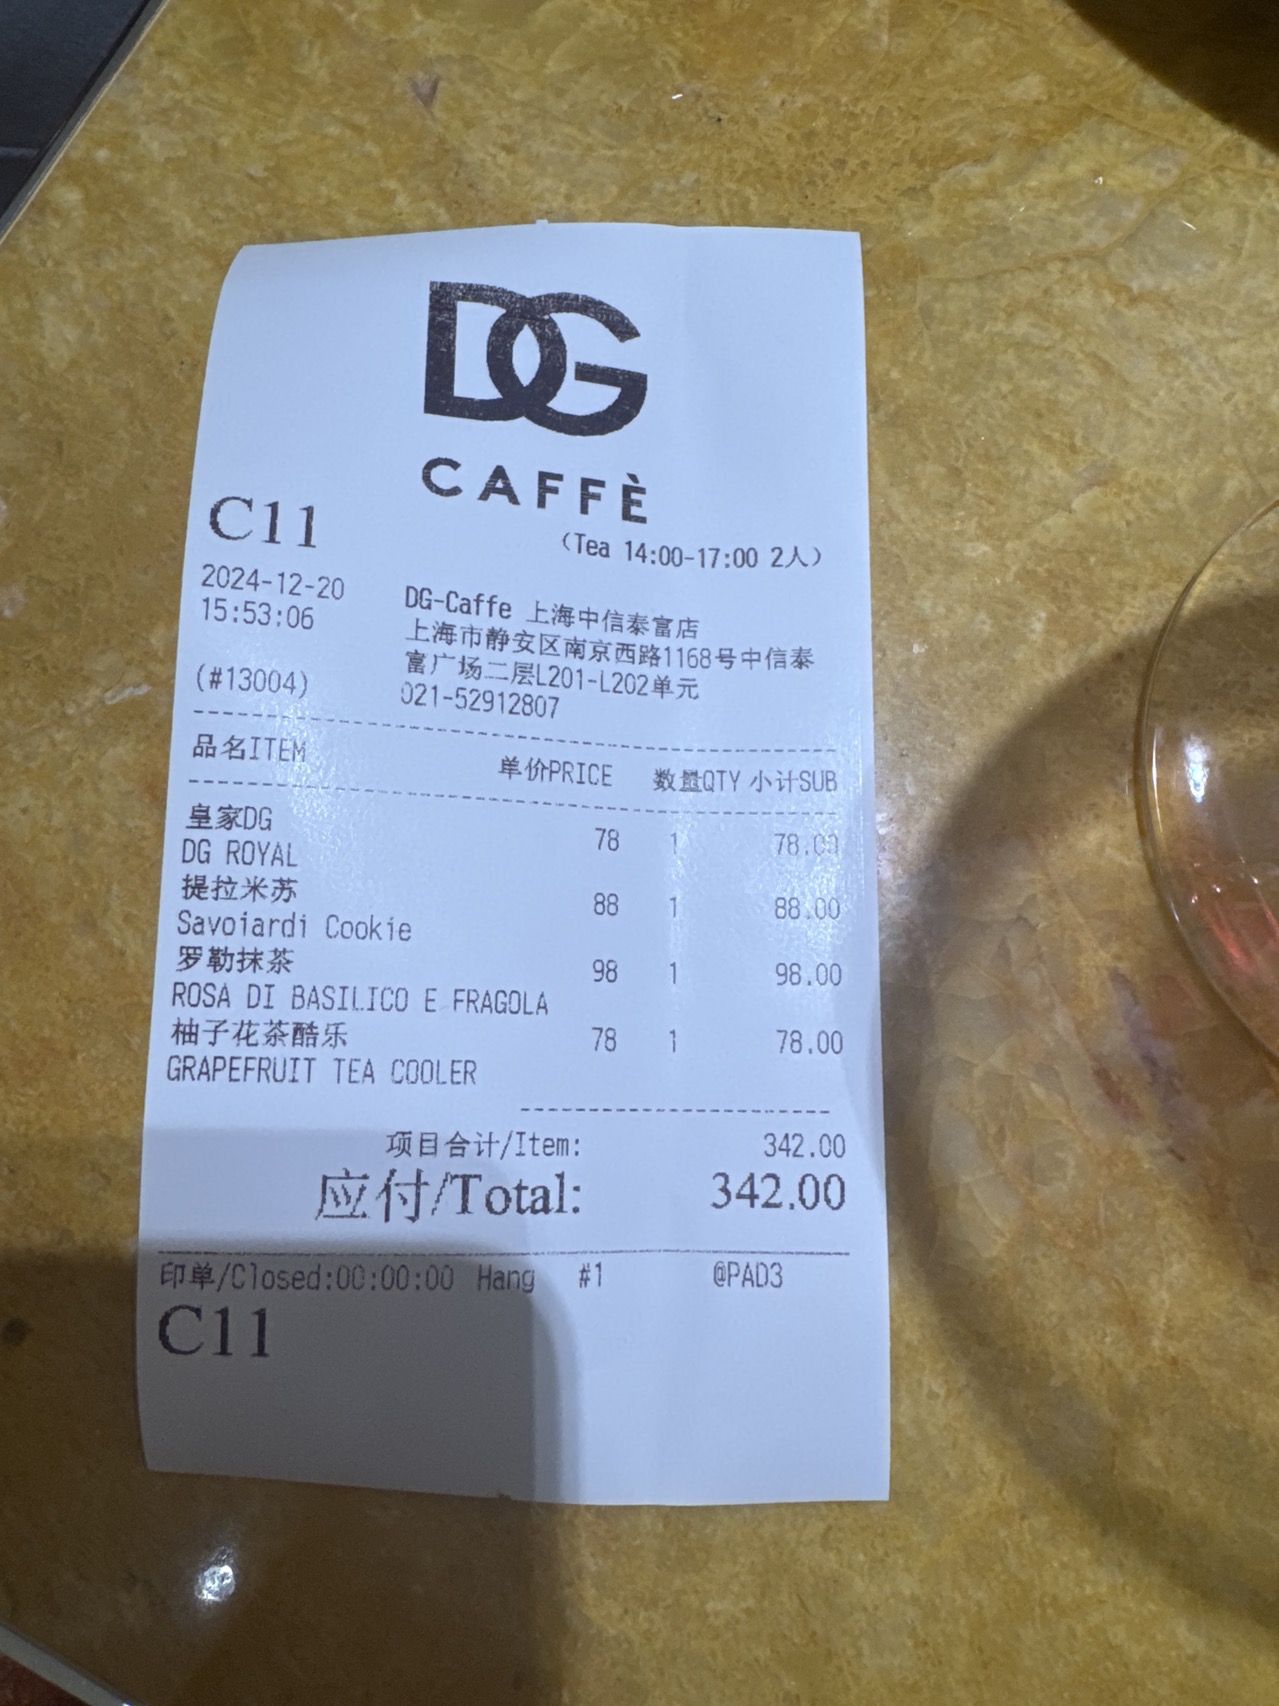 DG
CAFFÈ
C11
（Tea 14:00-17:00 2人）
2024-12-20
15:53:06
(#13004)
DG-Caffe 上海中信泰富店
上海市静安区南京西路1168号中信泰
富广场二层L201-L202单元
021-52912807
品名ITEM 单价PRICE 数量QTY 小计SUB
皇家DG
DG ROYAL 78 1 78.00
提拉米苏
Savoiardi Cookie 88 1 88.00
罗勒抹茶
ROSA DI BASILICO E FRAGOLA 98 1 98.00
柚子花茶酷乐
GRAPEFRUIT TEA COOLER 78 1 78.00
项目合计/Item: 342.00
应付/Total: 342.00
印单/Closed:00:00:00 Hang #1 @PAD3
C11